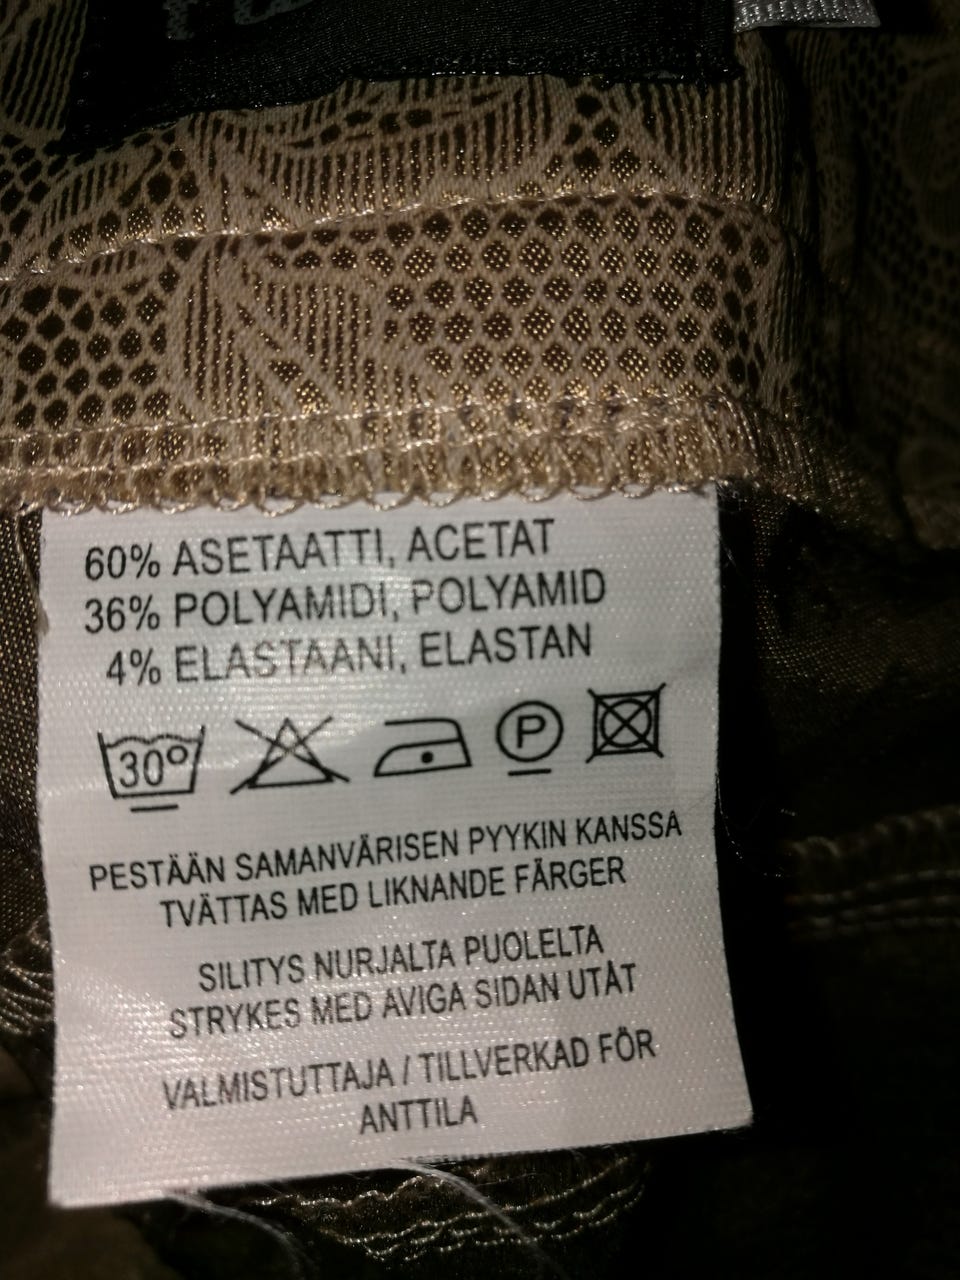 60% ASETAATTI, ACETAT
36% POLYAMIDI, POLYAMID
4% ELASTAANI, ELASTAN
30° P
PESTÄÄN SAMANVÄRISEN PYYKIN KANSSA
TVÄTTAS MED LIKNANDE FÄRGER
SILITYS NURJALTA PUOLELTA
STRYKES MED AVIGA SIDAN UTÅT
VALMISTUTTAJA / TILLVERKAD FÖR
ANTTILA